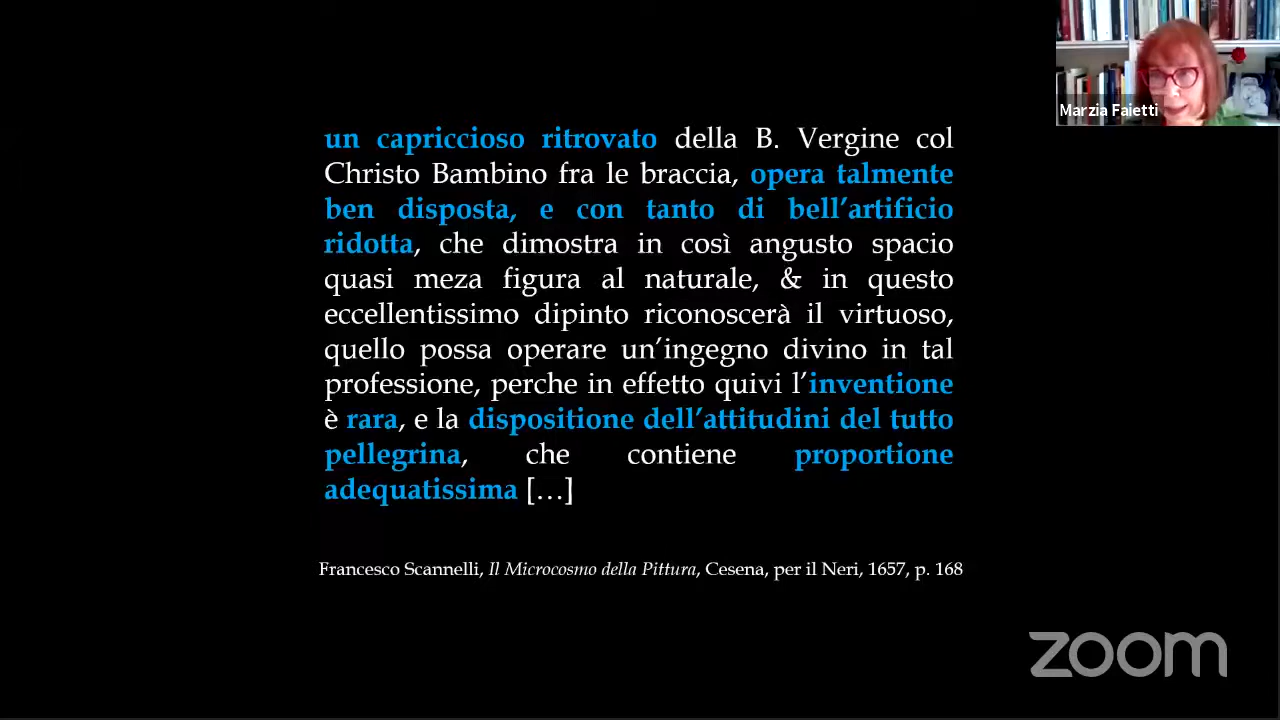 Marzia Faietti
un capriccioso ritrovato della B. Vergine col
Christo Bambino fra le braccia, opera talmente
ben disposta, e con tanto di bell’artificio
ridotta, che dimostra in così angusto spacio
quasi meza figura al naturale, & in questo
eccellentissimo dipinto riconoscerà il virtuoso,
quello possa operare un’ingegno divino in tal
professione, perche in effetto quivi l’inventione
è rara, e la dispositione dell’attitudini del tutto
pellegrina, che contiene proportione
adequatissima […]
Francesco Scannelli, Il Microcosmo della Pittura, Cesena, per il Neri, 1657, p. 168
zoom